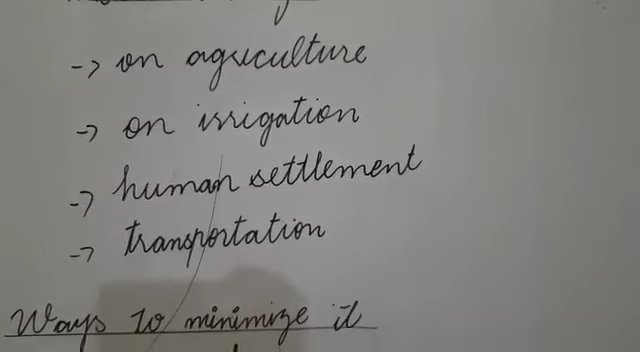 -> on agriculture
-> on irrigation
-> human settlement
-> transportation
Ways to minimize it